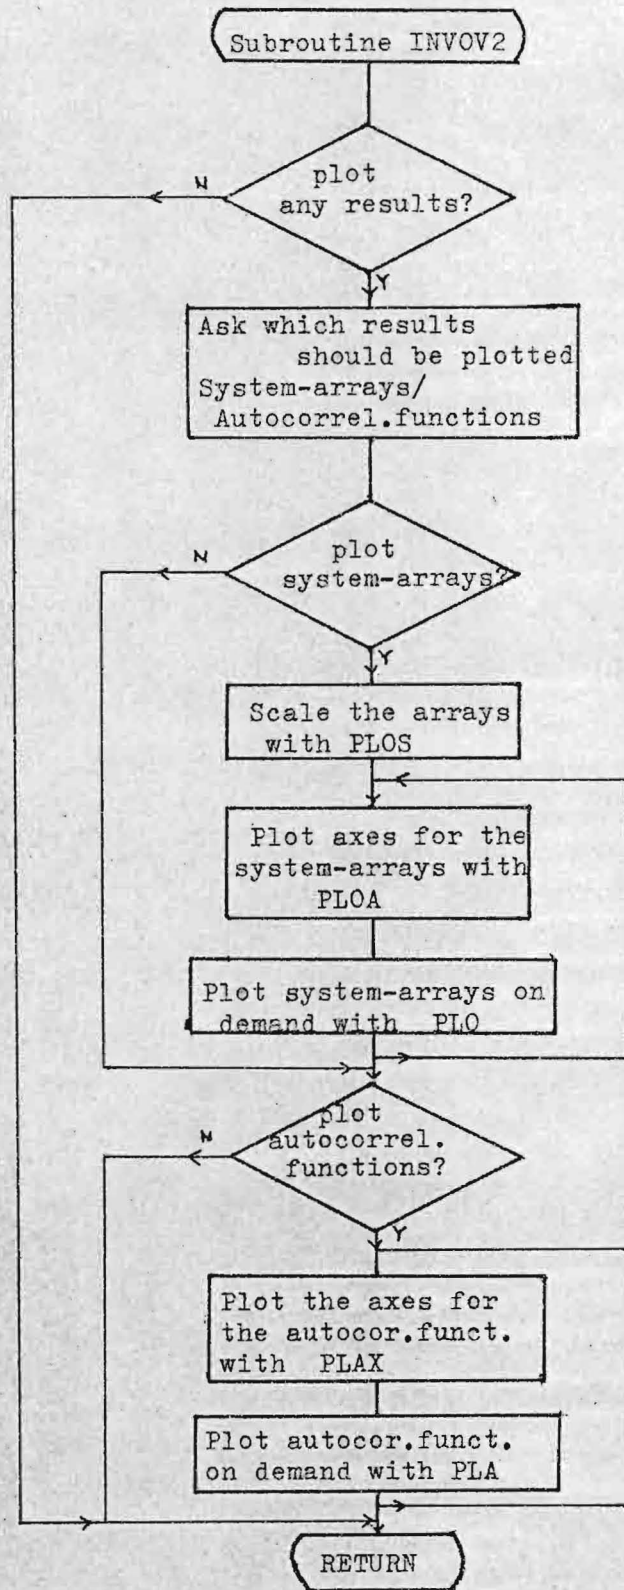 Subroutine INVOV2
plot
any results?
N
Y
Ask which results
should be plotted
System-arrays/
Autocorrel.functions
plot
system-arrays?
N
Y
Scale the arrays
with PLOS
Plot axes for the
system-arrays with
PLOA
Plot system-arrays on
demand with PLO
plot
autocorrel.
functions?
N
Y
Plot the axes for
the autocor.funct.
with PLAX
Plot autocor.funct.
on demand with PLA
RETURN